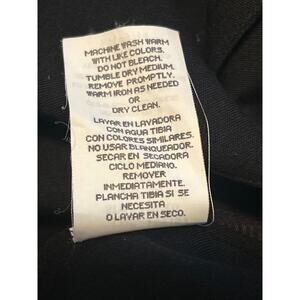 MACHINE WASH WARM
WITH LIKE COLORS.
DO NOT BLEACH.
TUMBLE DRY MEDIUM.
REMOVE PROMPTLY.
WARM IRON AS NEEDED
OR
DRY CLEAN.
LAVAR EN LAVADORA
CON AGUA TIBIA
CON COLORES SIMILARES.
NO USAR BLANQUEADOR.
SECAR EN SECADORA
CICLO MEDIANO.
REMOVER
INMEDIATAMENTE.
PLANCHA TIBIA SI SE
NECESITA
O LAVAR EN SECO.